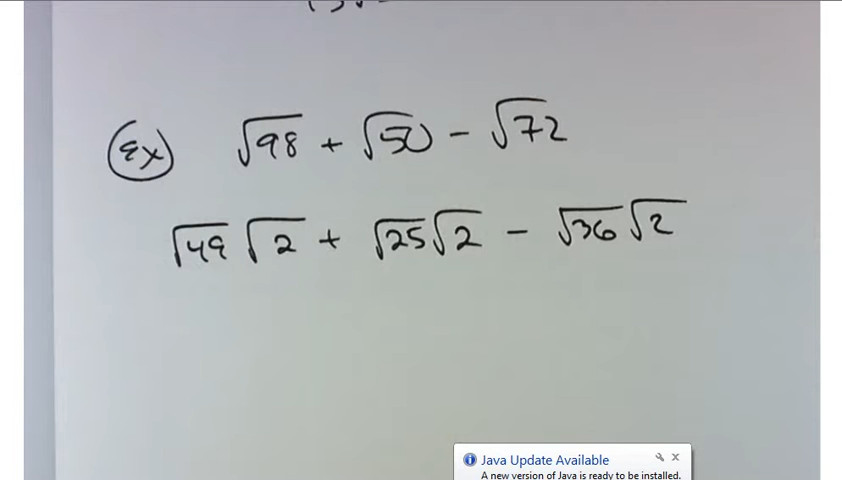 Ex √98 + √50 - √72
√49 √2 + √25 √2 - √36 √2
Java Update Available
A new version of Java is ready to be installed.